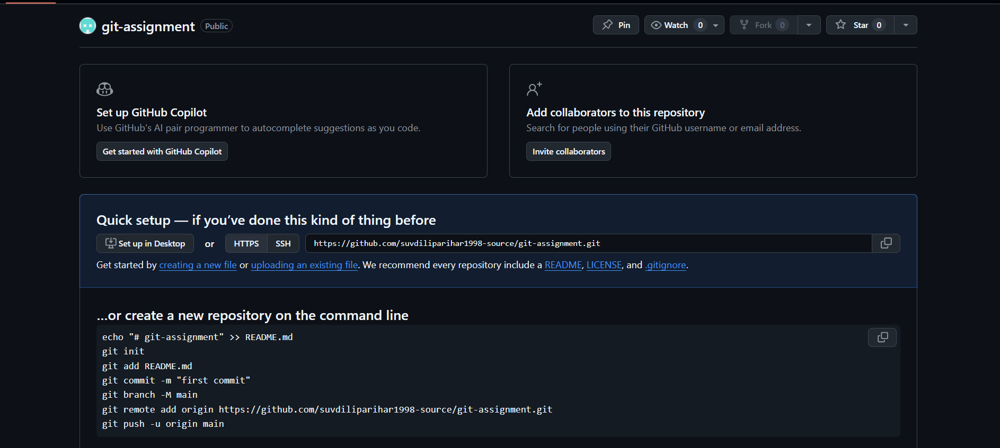 git-assignment Public
Pin Watch 0 Fork 0 Star 0
Set up GitHub Copilot
Use GitHub's AI pair programmer to autocomplete suggestions as you code.
Get started with GitHub Copilot
Add collaborators to this repository
Search for people using their GitHub username or email address.
Invite collaborators
Quick setup — if you’ve done this kind of thing before
Set up in Desktop or HTTPS SSH https://github.com/suvdiliparihar1998-source/git-assignment.git
Get started by creating a new file or uploading an existing file. We recommend every repository include a README, LICENSE, and .gitignore.
…or create a new repository on the command line
echo "# git-assignment" >> README.md
git init
git add README.md
git commit -m "first commit"
git branch -M main
git remote add origin https://github.com/suvdiliparihar1998-source/git-assignment.git
git push -u origin main